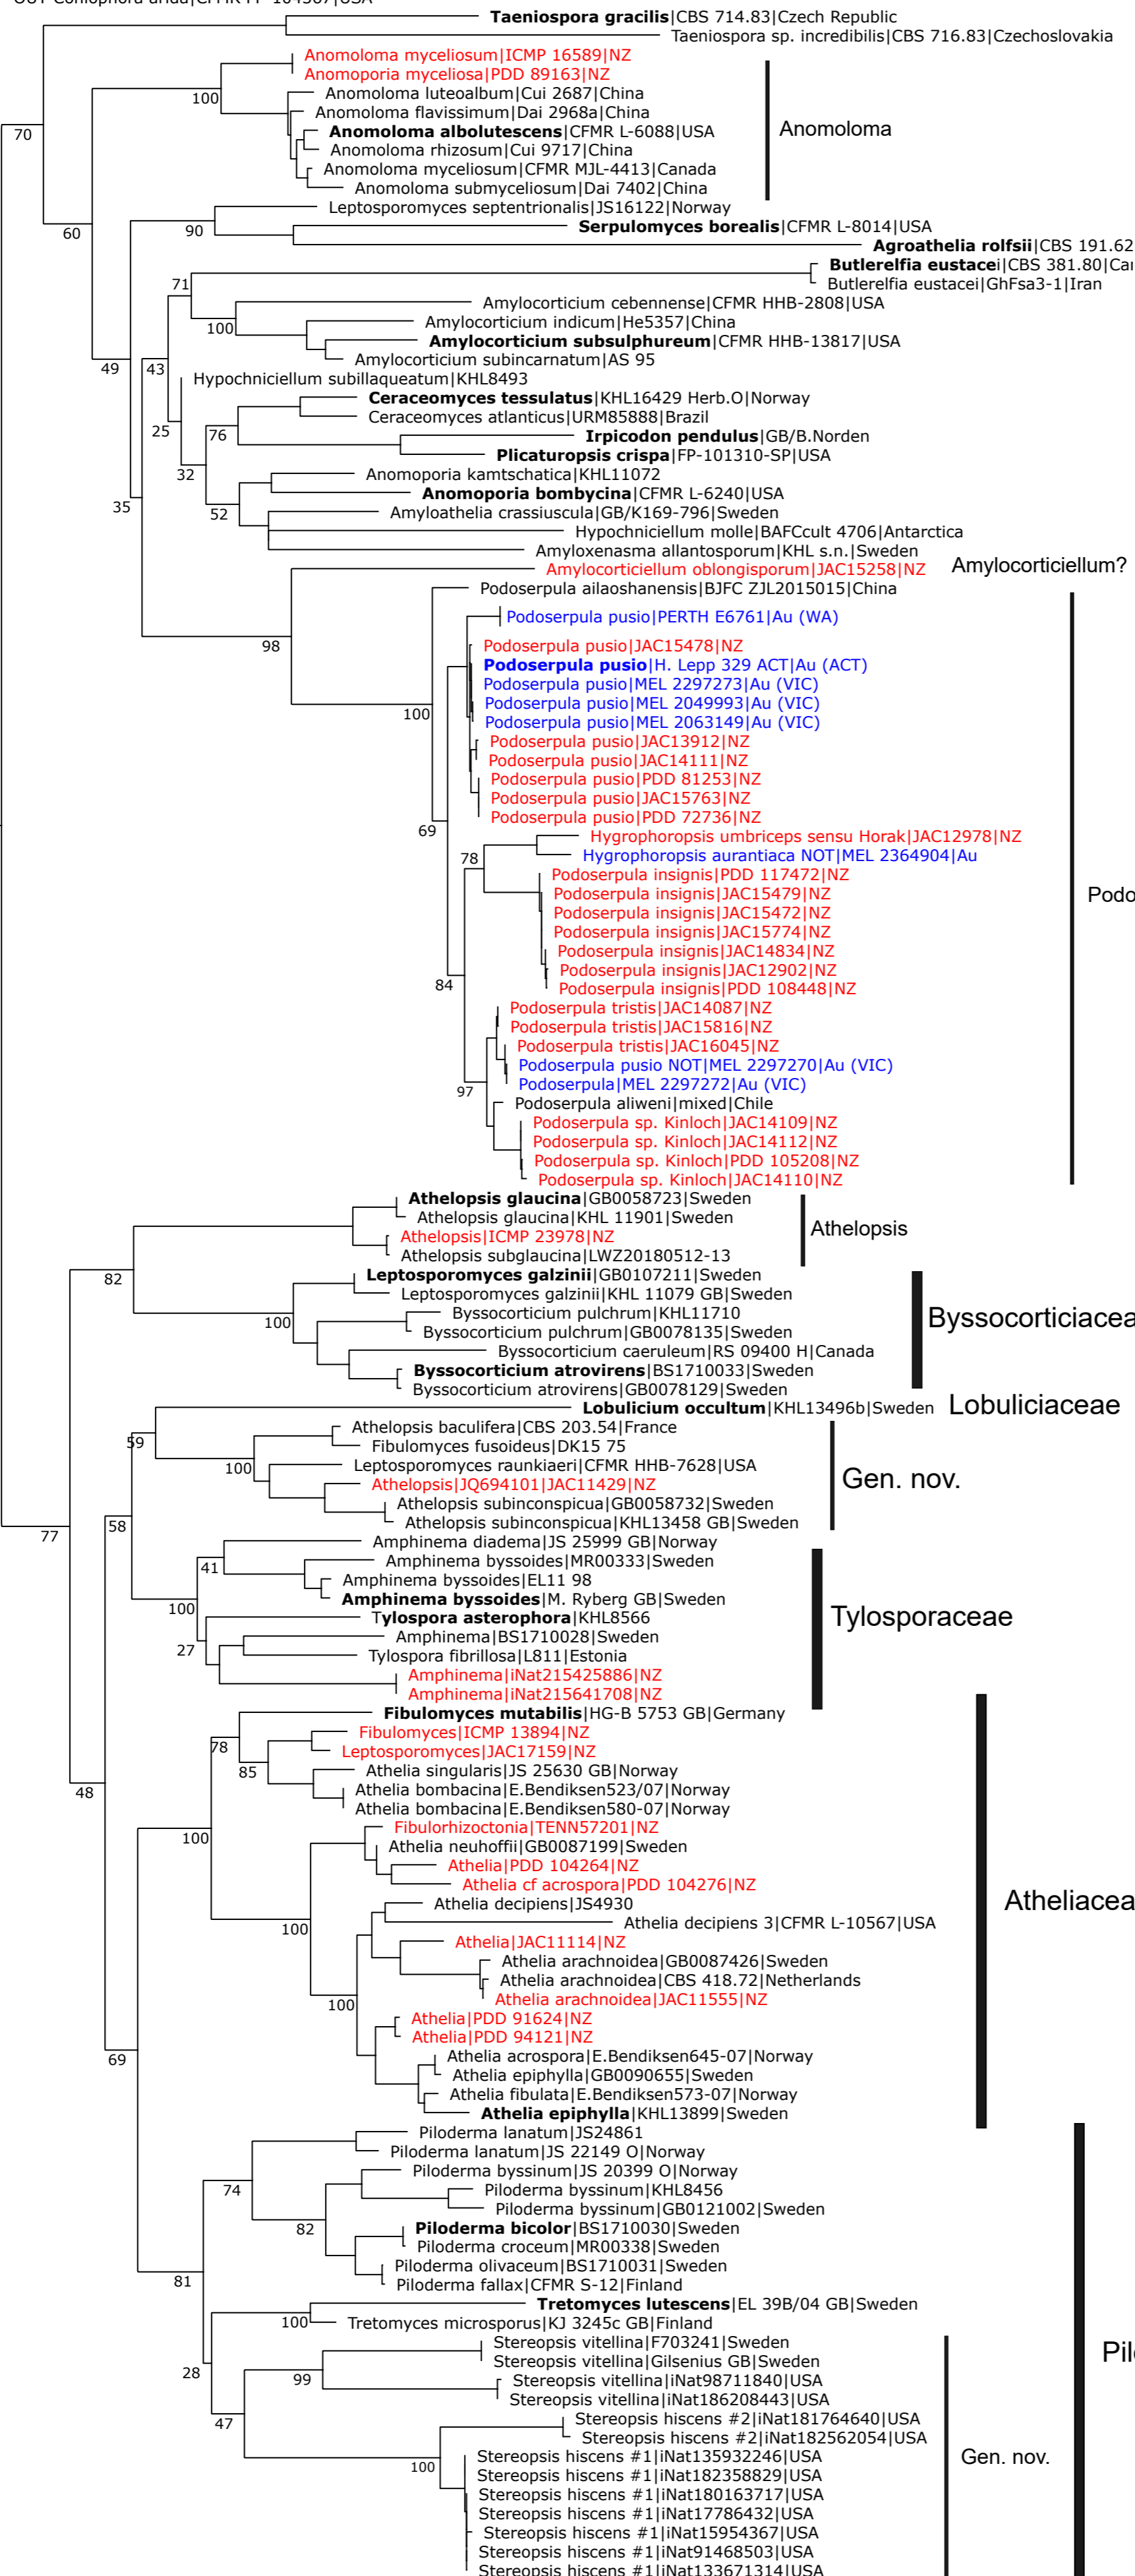 Taeniospora gracilis|CBS 714.83|Czech Republic
Taeniospora sp. incredibilis|CBS 716.83|Czechoslovakia
Anomoloma myceliosum|ICMP 16589|NZ
Anomoporia myceliosa|PDD 89163|NZ
100
Anomoloma luteoalbum|Cui 2687|China
Anomoloma flavissimum|Dai 2968a|China
70
Anomoloma albolutescens|CFMR L-6088|USA
Anomoloma
Anomoloma rhizosum|Cui 9717|China
Anomoloma myceliosum|CFMR MJL-4413|Canada
Anomoloma submyceliosum|Dai 7402|China
Leptosporomyces septentrionalis|JS16122|Norway
60
90
Serpulomyces borealis|CFMR L-8014|USA
Agroathelia rolfsii|CBS 191.62
Butlerelfia eustacei|CBS 381.80|Ca
71
Butlerelfia eustacei|GhFsa3-1|Iran
Amylocorticium cebennense|CFMR HHB-2808|USA
100
Amylocorticium indicum|He5357|China
Amylocorticium subsulphureum|CFMR HHB-13817|USA
Amylocorticium subincarnatum|AS 95
49
43
Hypochniciellum subillaqueatum|KHL8493
Ceraceomyces tessulatus|KHL16429 Herb.O|Norway
Ceraceomyces atlanticus|URM85888|Brazil
25
76
Irpicodon pendulus|GB/B.Norden
Plicaturopsis crispa|FP-101310-SP|USA
32
Anomoporia kamtschatica|KHL11072
Anomoporia bombycina|CFMR L-6240|USA
35
52
Amyloathelia crassiuscula|GB/K169-796|Sweden
Hypochniciellum molle|BAFCcult 4706|Antarctica
Amyloxenasma allantosporum|KHL s.n.|Sweden
Amylocorticiellum oblongisporum|JAC15258|NZ
Amylocorticiellum?
Podoserpula ailaoshanensis|BJFC ZJL2015015|China
Podoserpula pusio|PERTH E6761|Au (WA)
98
Podoserpula pusio|JAC15478|NZ
Podoserpula pusio|H. Lepp 329 ACT|Au (ACT)
Podoserpula pusio|MEL 2297273|Au (VIC)
Podoserpula pusio|MEL 2049993|Au (VIC)
100
Podoserpula pusio|MEL 2063149|Au (VIC)
Podoserpula pusio|JAC13912|NZ
Podoserpula pusio|JAC14111|NZ
Podoserpula pusio|PDD 81253|NZ
Podoserpula pusio|JAC15763|NZ
Podoserpula pusio|PDD 72736|NZ
69
Hygrophoropsis umbriceps sensu Horak|JAC12978|NZ
78
Hygrophoropsis aurantiaca NOT|MEL 2364904|Au
Podoserpula insignis|PDD 117472|NZ
Podoserpula insignis|JAC15479|NZ
Podo
Podoserpula insignis|JAC15472|NZ
Podoserpula insignis|JAC15774|NZ
Podoserpula insignis|JAC14834|NZ
Podoserpula insignis|JAC12902|NZ
84
Podoserpula insignis|PDD 108448|NZ
Podoserpula tristis|JAC14087|NZ
Podoserpula tristis|JAC15816|NZ
Podoserpula tristis|JAC16045|NZ
Podoserpula pusio NOT|MEL 2297270|Au (VIC)
Podoserpula|MEL 2297272|Au (VIC)
97
Podoserpula aliweni|mixed|Chile
Podoserpula sp. Kinloch|JAC14109|NZ
Podoserpula sp. Kinloch|JAC14112|NZ
Podoserpula sp. Kinloch|PDD 105208|NZ
Podoserpula sp. Kinloch|JAC14110|NZ
Athelopsis glaucina|GB0058723|Sweden
Athelopsis glaucina|KHL 11901|Sweden
Athelopsis
Athelopsis|ICMP 23978|NZ
Athelopsis subglaucina|LWZ20180512-13
82
Leptosporomyces galzinii|GB0107211|Sweden
Leptosporomyces galzinii|KHL 11079 GB|Sweden
100
Byssocorticium pulchrum|KHL11710
Byssocorticiacea
Byssocorticium pulchrum|GB0078135|Sweden
Byssocorticium caeruleum|RS 09400 H|Canada
Byssocorticium atrovirens|BS1710033|Sweden
Byssocorticium atrovirens|GB0078129|Sweden
Lobulicium occultum|KHL13496b|Sweden
Lobuliciaceae
Athelopsis baculifera|CBS 203.54|France
59
Fibulomyces fusoideus|DK15 75
100
Leptosporomyces raunkiaeri|CFMR HHB-7628|USA
Athelopsis|JQ694101|JAC11429|NZ
Gen. nov.
Athelopsis subinconspicua|GB0058732|Sweden
77
58
Athelopsis subinconspicua|KHL13458 GB|Sweden
Amphinema diadema|JS 25999 GB|Norway
41
Amphinema byssoides|MR00333|Sweden
Amphinema byssoides|EL11 98
Amphinema byssoides|M. Ryberg GB|Sweden
100
Tylospora asterophora|KHL8566
Tylosporaceae
Amphinema|BS1710028|Sweden
27
Tylospora fibrillosa|L811|Estonia
Amphinema|iNat215425886|NZ
Amphinema|iNat215641708|NZ
Fibulomyces mutabilis|HG-B 5753 GB|Germany
Fibulomyces|ICMP 13894|NZ
78
Leptosporomyces|JAC17159|NZ
85
Athelia singularis|JS 25630 GB|Norway
48
Athelia bombacina|E.Bendiksen523/07|Norway
Athelia bombacina|E.Bendiksen580-07|Norway
100
Fibulorhizoctonia|TENN57201|NZ
Athelia neuhoffii|GB0087199|Sweden
Athelia|PDD 104264|NZ
Athelia cf acrospora|PDD 104276|NZ
Atheliacea
Athelia decipiens|JS4930
100
Athelia decipiens 3|CFMR L-10567|USA
Athelia|JAC11114|NZ
Athelia arachnoidea|GB0087426|Sweden
Athelia arachnoidea|CBS 418.72|Netherlands
100
Athelia arachnoidea|JAC11555|NZ
Athelia|PDD 91624|NZ
Athelia|PDD 94121|NZ
69
Athelia acrospora|E.Bendiksen645-07|Norway
Athelia epiphylla|GB0090655|Sweden
Athelia fibulata|E.Bendiksen573-07|Norway
Athelia epiphylla|KHL13899|Sweden
Piloderma lanatum|JS24861
Piloderma lanatum|JS 22149 O|Norway
Piloderma byssinum|JS 20399 O|Norway
74
Piloderma byssinum|KHL8456
Piloderma byssinum|GB0121002|Sweden
82
Piloderma bicolor|BS1710030|Sweden
Piloderma croceum|MR00338|Sweden
Piloderma olivaceum|BS1710031|Sweden
81
Piloderma fallax|CFMR S-12|Finland
Tretomyces lutescens|EL 39B/04 GB|Sweden
100
Tretomyces microsporus|KJ 3245c GB|Finland
Stereopsis vitellina|F703241|Sweden
Pil
Stereopsis vitellina|Gilsenius GB|Sweden
28
99
Stereopsis vitellina|iNat98711840|USA
Stereopsis vitellina|iNat186208443|USA
47
Stereopsis hiscens #2|iNat181764640|USA
Stereopsis hiscens #2|iNat182562054|USA
Stereopsis hiscens #1|iNat135932246|USA
Gen. nov.
100
Stereopsis hiscens #1|iNat182358829|USA
Stereopsis hiscens #1|iNat180163717|USA
Stereopsis hiscens #1|iNat17786432|USA
Stereopsis hiscens #1|iNat15954367|USA
Stereopsis hiscens #1|iNat91468503|USA
Stereopsis hiscens #1|iNat133671314|USA